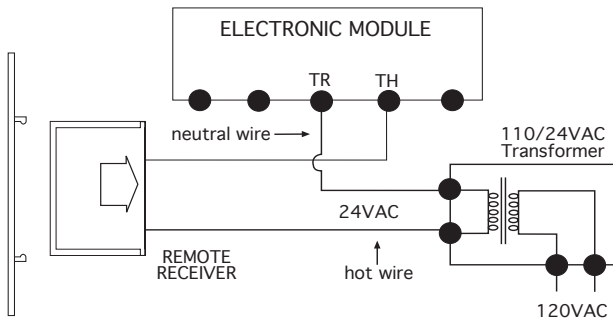 ELECTRONIC MODULE
TR TH
neutral wire
110/24VAC
Transformer
24VAC
REMOTE
RECEIVER
hot wire
120VAC